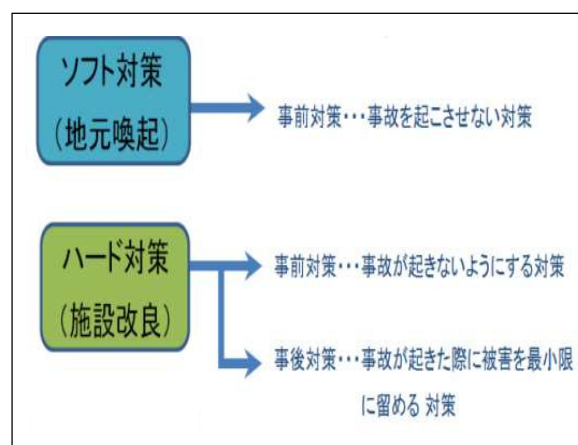 ソフト対策
(地元喚起)
事前対策・・・事故を起こさせない対策
ハード対策
(施設改良)
事前対策・・・事故が起きないようにする対策
事後対策・・・事故が起きた際に被害を最小限
に留める 対策